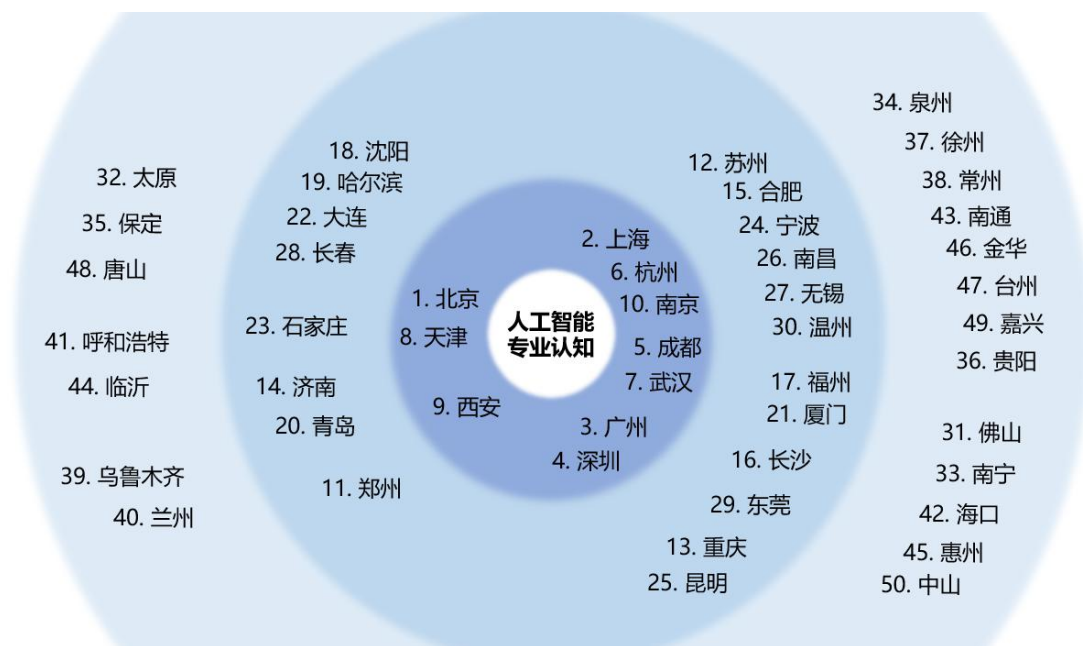 34. 泉州
37. 徐州
18. 沈阳
12. 苏州
32. 太原
19. 哈尔滨
38. 常州
15. 合肥
22. 大连
43. 南通
35. 保定
24. 宁波
2. 上海
28. 长春
46. 金华
26. 南昌
48. 唐山
6. 杭州
47. 台州
27. 无锡
1. 北京
10. 南京
人工智能
专业认知
49. 嘉兴
23. 石家庄
30. 温州
8. 天津
41. 呼和浩特
5. 成都
36. 贵阳
44. 临沂
14. 济南
7. 武汉
17. 福州
9. 西安
21. 厦门
20. 青岛
3. 广州
31. 佛山
4. 深圳
16. 长沙
39. 乌鲁木齐
33. 南宁
11. 郑州
29. 东莞
40. 兰州
42. 海口
13. 重庆
45. 惠州
25. 昆明
50. 中山